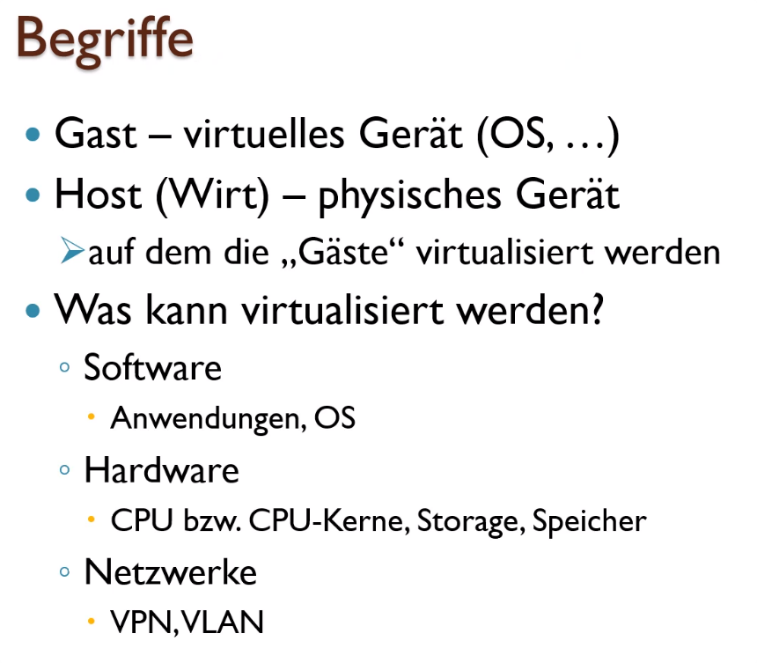 Begriffe
• Gast – virtuelles Gerät (OS, …)
• Host (Wirt) – physisches Gerät
➢auf dem die „Gäste“ virtualisiert werden
• Was kann virtualisiert werden?
◦ Software
• Anwendungen, OS
◦ Hardware
• CPU bzw. CPU-Kerne, Storage, Speicher
◦ Netzwerke
• VPN, VLAN